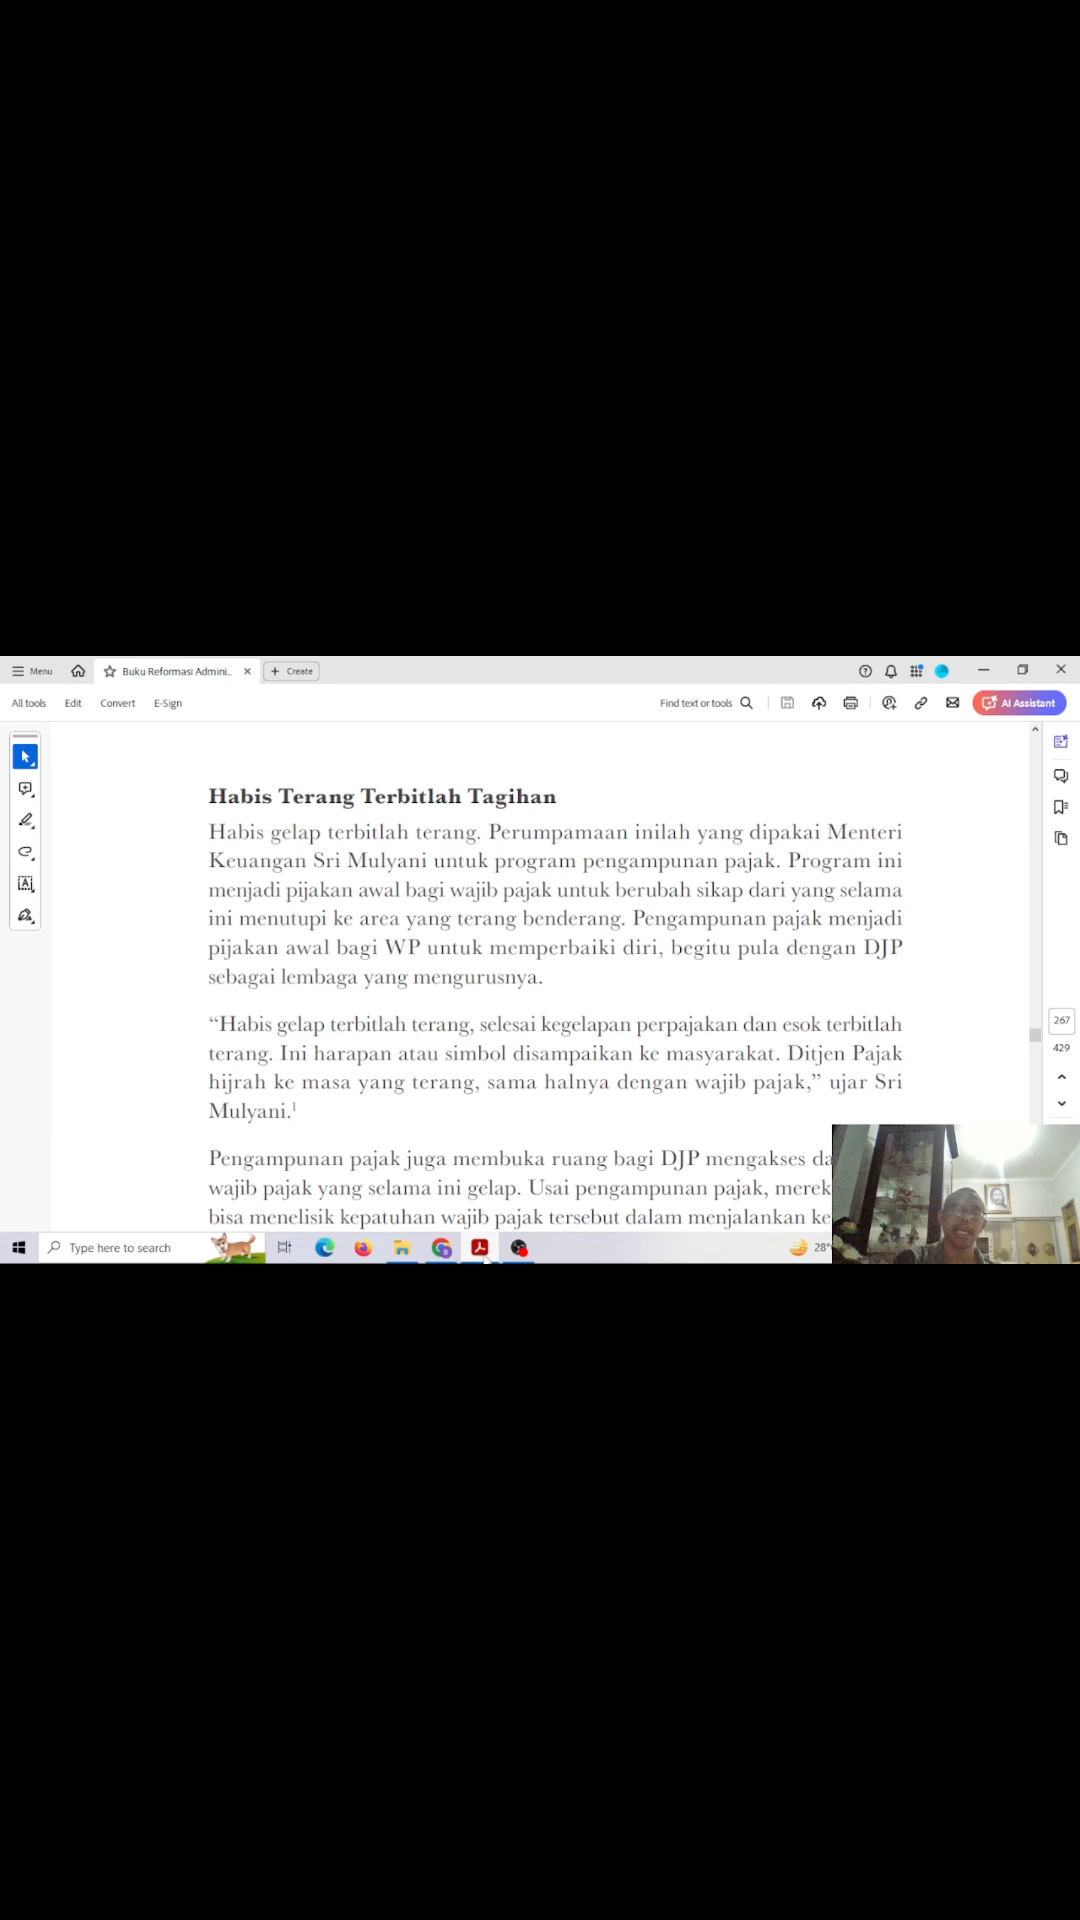 Menu
Buku Reformasi Admini..
Create
All tools
Edit
Convert
E-Sign
Find text or tools
AI Assistant
Habis Terang Terbitlah Tagihan
Habis gelap terbitlah terang. Perumpamaan inilah yang dipakai Menteri
Keuangan Sri Mulyani untuk program pengampunan pajak. Program ini
menjadi pijakan awal bagi wajib pajak untuk berubah sikap dari yang selama
ini menutupi ke area yang terang benderang. Pengampunan pajak menjadi
pijakan awal bagi WP untuk memperbaiki diri, begitu pula dengan DJP
sebagai lembaga yang mengurusnya.
“Habis gelap terbitlah terang, selesai kegelapan perpajakan dan esok terbitlah
terang. Ini harapan atau simbol disampaikan ke masyarakat. Ditjen Pajak
hijrah ke masa yang terang, sama halnya dengan wajib pajak,” ujar Sri
Mulyani.¹
Pengampunan pajak juga membuka ruang bagi DJP mengakses da
wajib pajak yang selama ini gelap. Usai pengampunan pajak, merek
bisa menelisik kepatuhan wajib pajak tersebut dalam menjalankan ke
267
429
Type here to search
28°